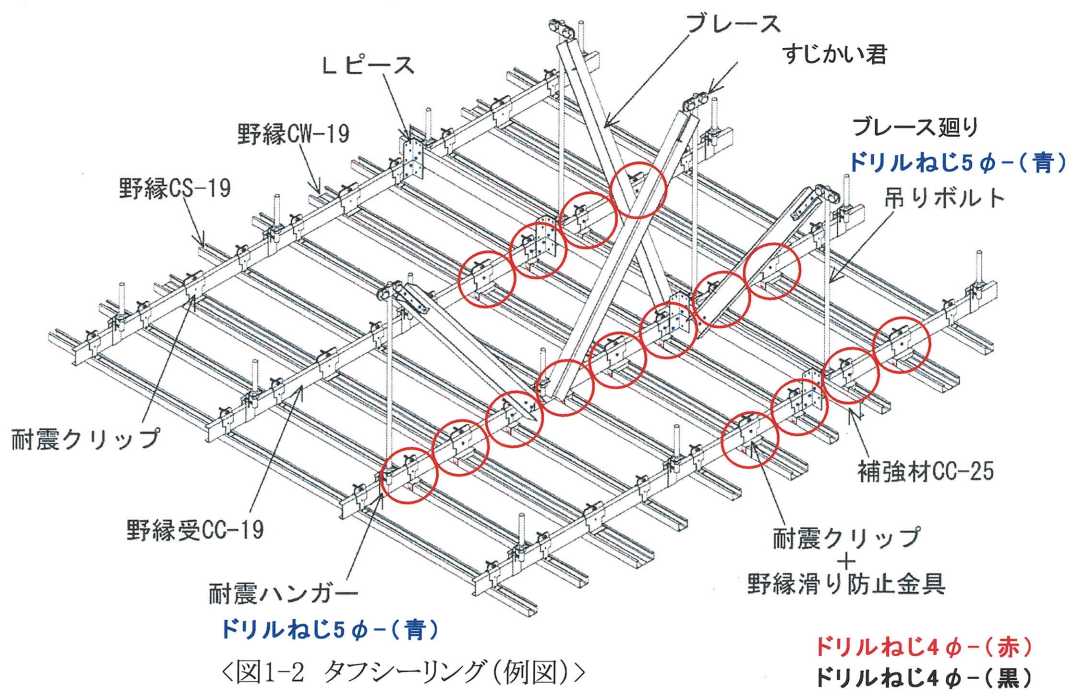 ブレース
すじかい君
Lピース
野縁CW-19
ブレース廻り
ドリルねじ5φ-(青)
野縁CS-19
吊りボルト
耐震クリップ
補強材CC-25
野縁受CC-19
耐震クリップ
+
野縁滑り防止金具
耐震ハンガー
ドリルねじ5φ-(青)
ドリルねじ4φ-(赤)
<図1-2 タフシーリング(例図)>
ドリルねじ4φ-(黒)